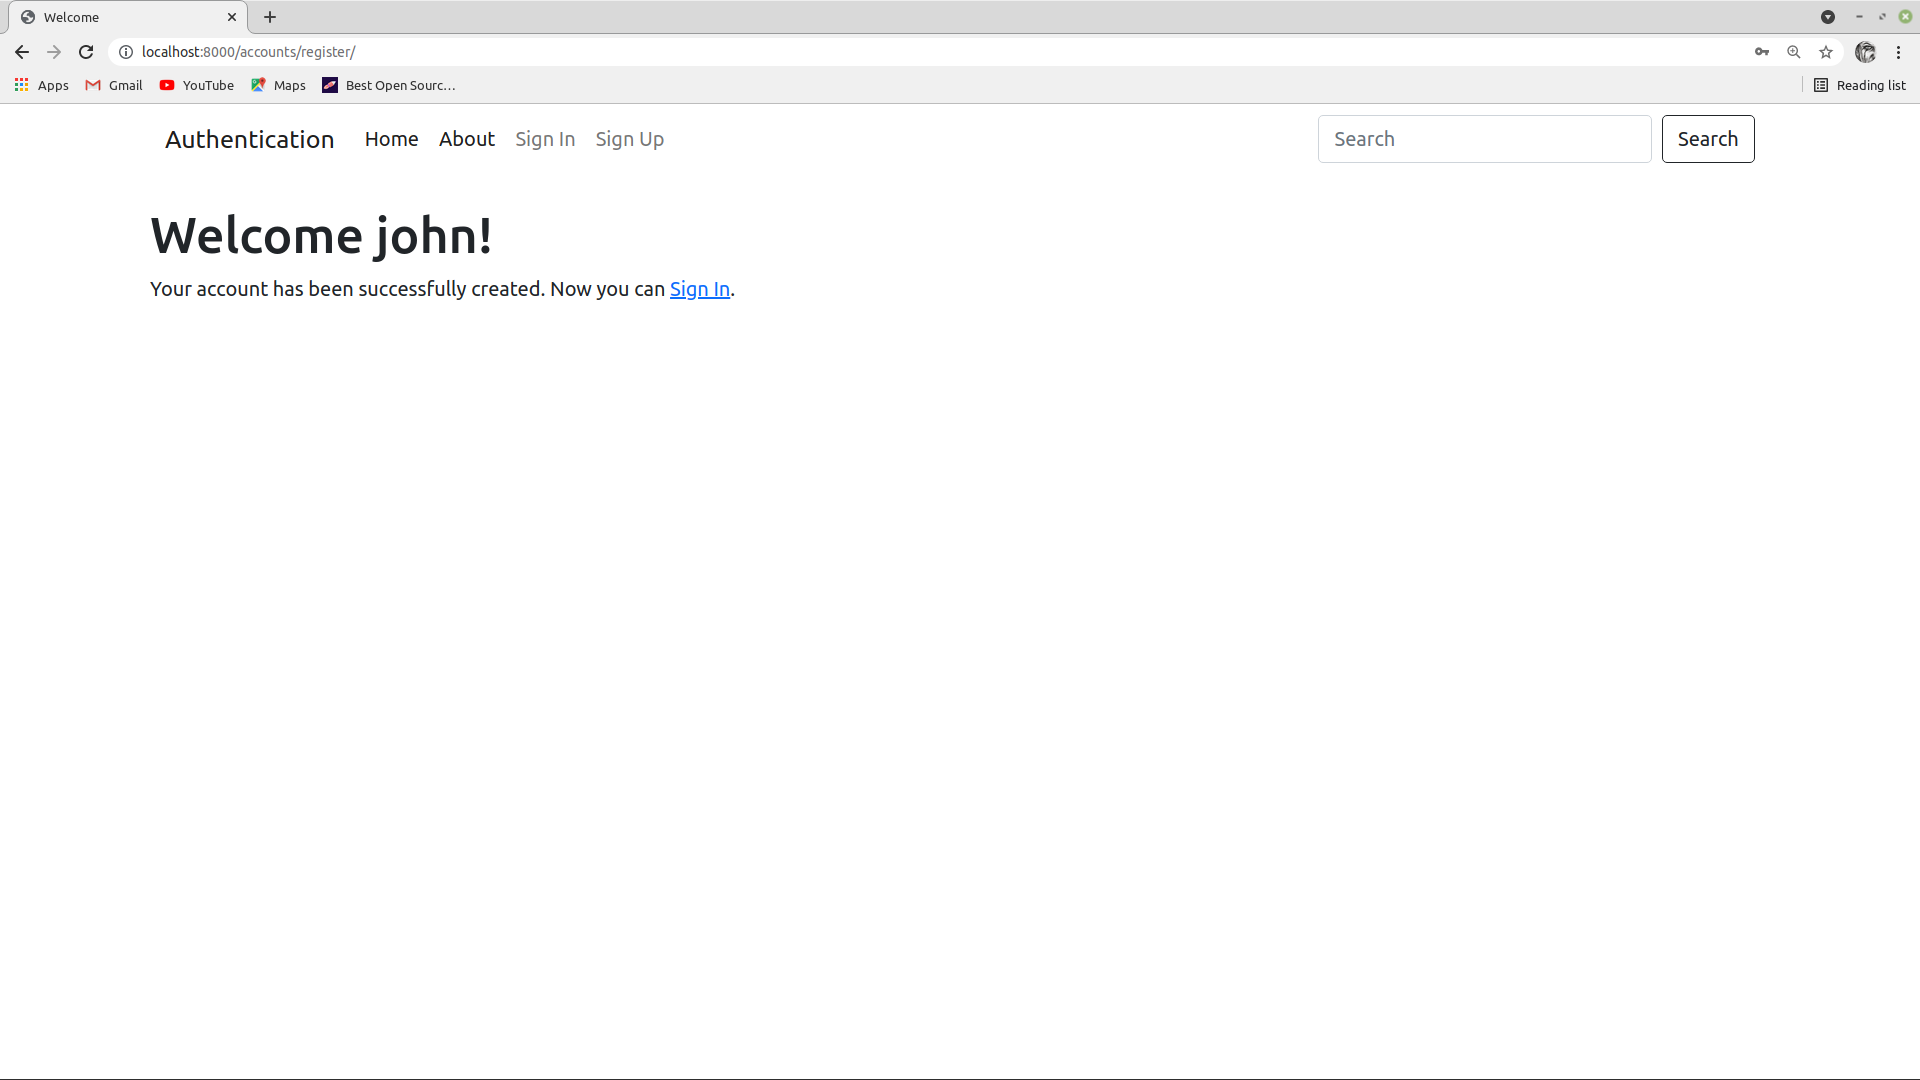 Welcome
localhost:8000/accounts/register/
Apps Gmail YouTube Maps Best Open Sourc... Reading list
Authentication Home About Sign In Sign Up Search Search
Welcome john!
Your account has been successfully created. Now you can Sign In.